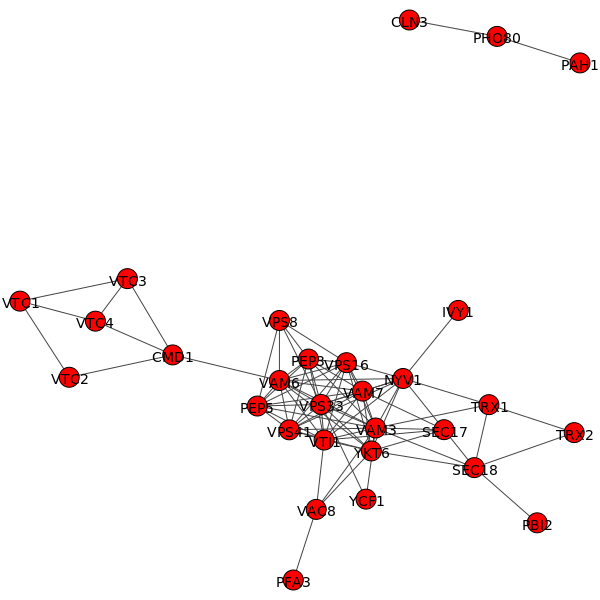 CLN3
PHO80
PAH1
VTC3
VTC1
IVY1
VTC4
VPS8
CMD1
PEP3
VPS16
VTC2
VAM6
NYV1
VAM7
PEP5
VPS33
TRX1
VPS41
VAM3
SEC17
TRX2
VTI1
YKT6
SEC18
YCF1
VAC8
PBI2
PFA3